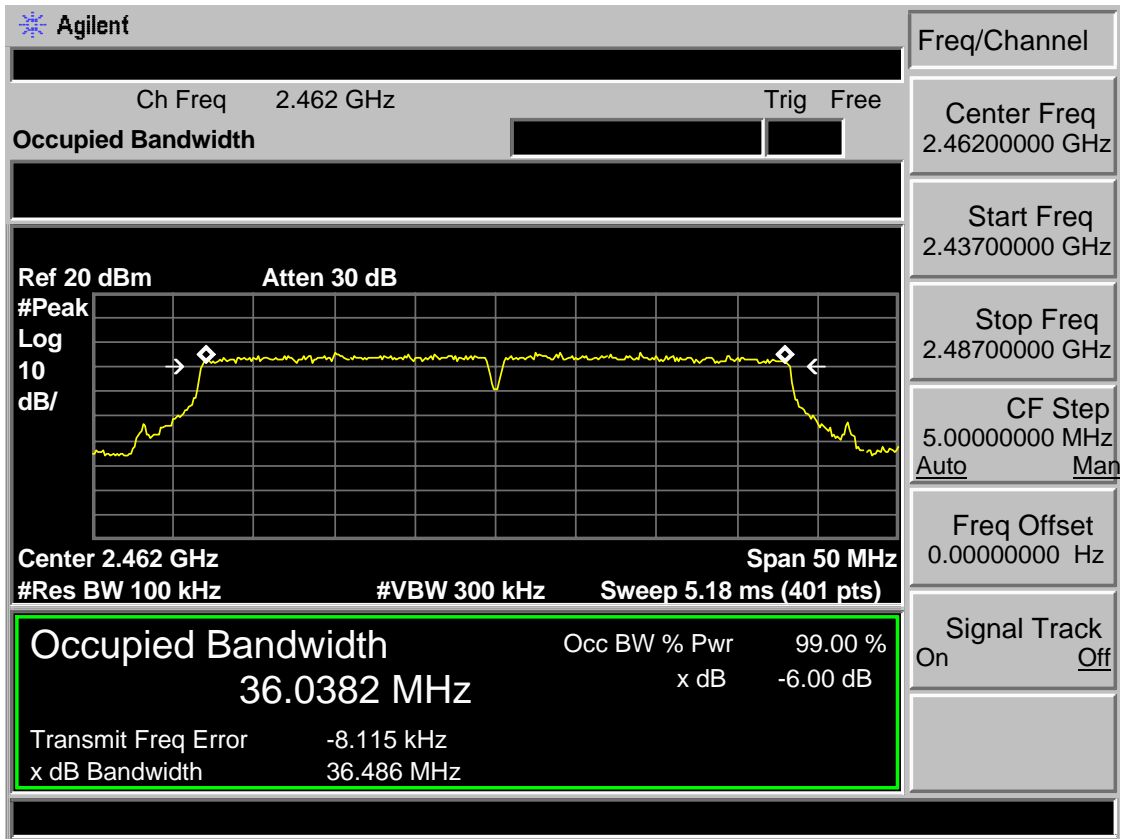 Agilent
Ch Freq 2.462 GHz Trig Free
Occupied Bandwidth
Ref 20 dBm Atten 30 dB
#Peak
Log
10
dB/
Center 2.462 GHz Span 50 MHz
#Res BW 100 kHz #VBW 300 kHz Sweep 5.18 ms (401 pts)
Occupied Bandwidth Occ BW % Pwr 99.00 %
36.0382 MHz x dB -6.00 dB
Transmit Freq Error -8.115 kHz
x dB Bandwidth 36.486 MHz
Freq/Channel
Center Freq
2.46200000 GHz
Start Freq
2.43700000 GHz
Stop Freq
2.48700000 GHz
CF Step
5.00000000 MHz
Auto Man
Freq Offset
0.00000000 Hz
Signal Track
On Off